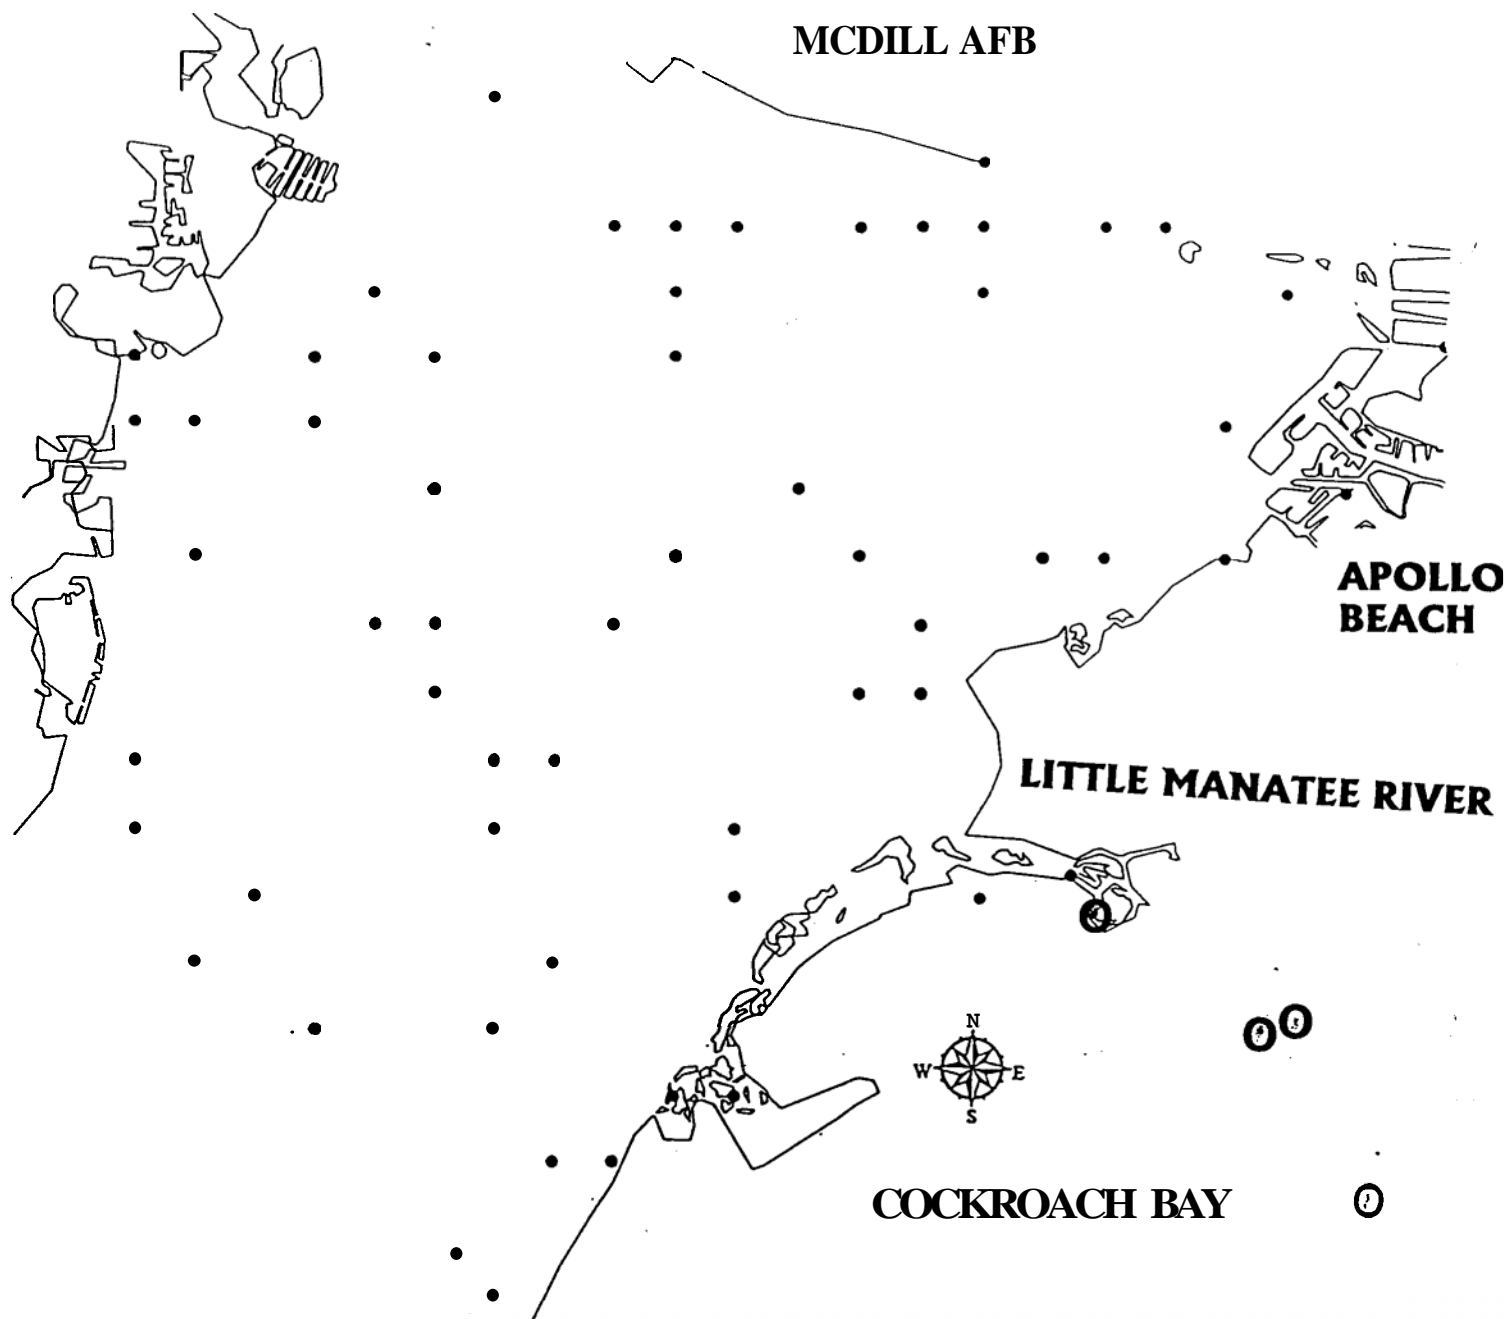 MCDILL AFB
APOLLO
BEACH
LITTLE MANATEE RIVER
N
W E
S
COCKROACH BAY